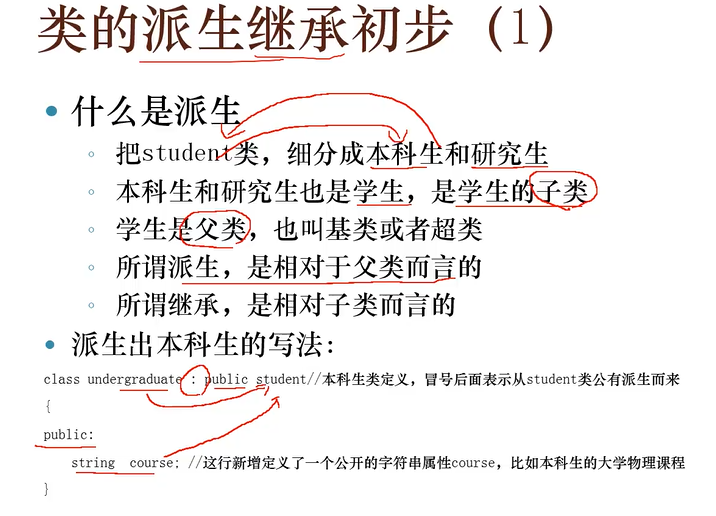 类的派生继承初步（1）
• 什么是派生
◦ 把student类，细分成本科生和研究生
◦ 本科生和研究生也是学生，是学生的子类
◦ 学生是父类，也叫基类或者超类
◦ 所谓派生，是相对于父类而言的
◦ 所谓继承，是相对子类而言的
• 派生出本科生的写法：
class undergraduate : public student//本科生类定义，冒号后面表示从student类公有派生而来
{
public:
string course; //这行新增定义了一个公开的字符串属性course，比如本科生的大学物理课程
}